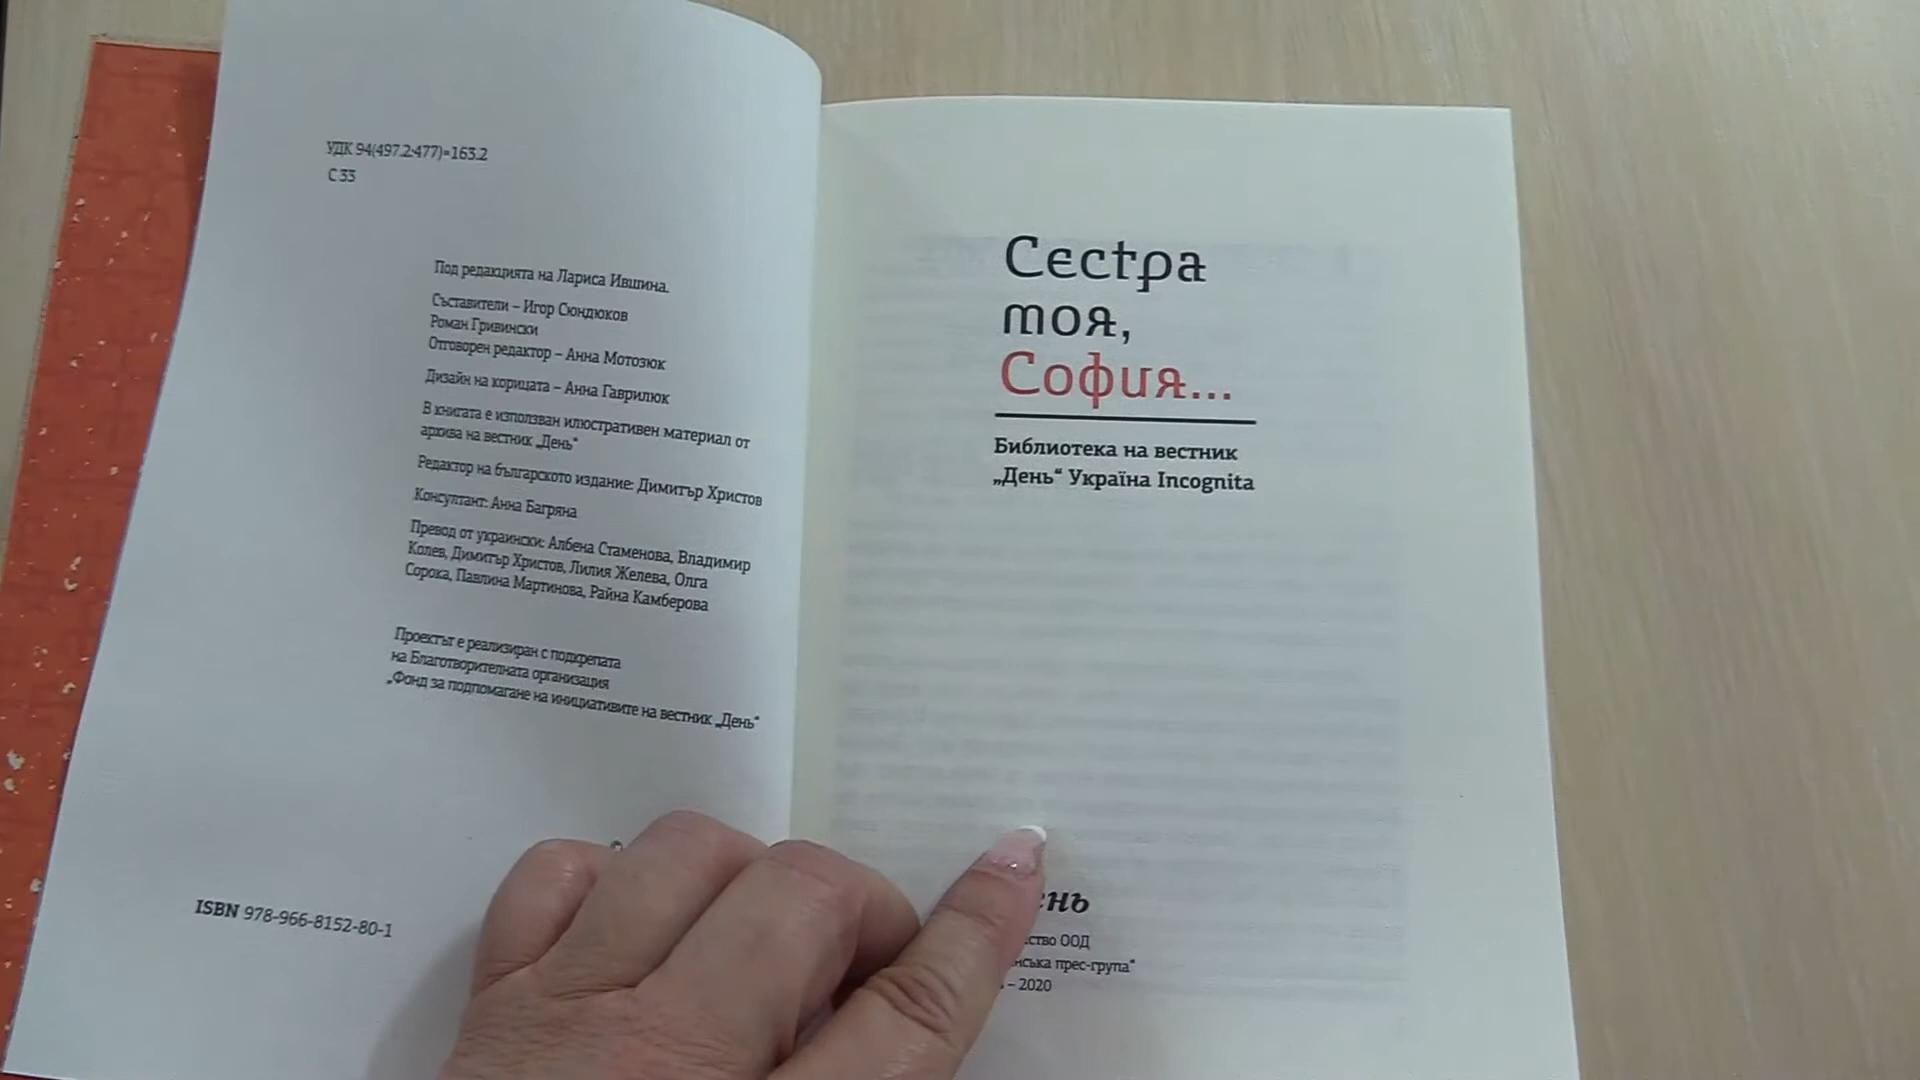 УДК 94(497.2:477)=163.2
С 33
Под редакцията на Лариса Ившина.
Съставители – Игор Сюндюков
Роман Гривински
Отговорен редактор – Анна Мотозюк
Дизайн на корицата – Анна Гаврилюк
В книгата е използван илюстративен материал от
архива на вестник „День“
Редактор на българското издание: Димитър Христов
Консултант: Анна Багряна
Превод от украински: Албена Стаменова, Владимир
Колев, Димитър Христов, Лилия Желева, Олга
Сорока, Павлина Мартинова, Райна Камберова
Проектът е реализиран с подкрепата
на Благотворителната организация
„Фонд за подпомагане на инициативите на вестник „День“
ISBN 978-966-8152-80-1
Сестра
моя,
София...
Библиотека на вестник
„День“ Україна Incognita
ень
ство ООД
нська прес-група“
– 2020